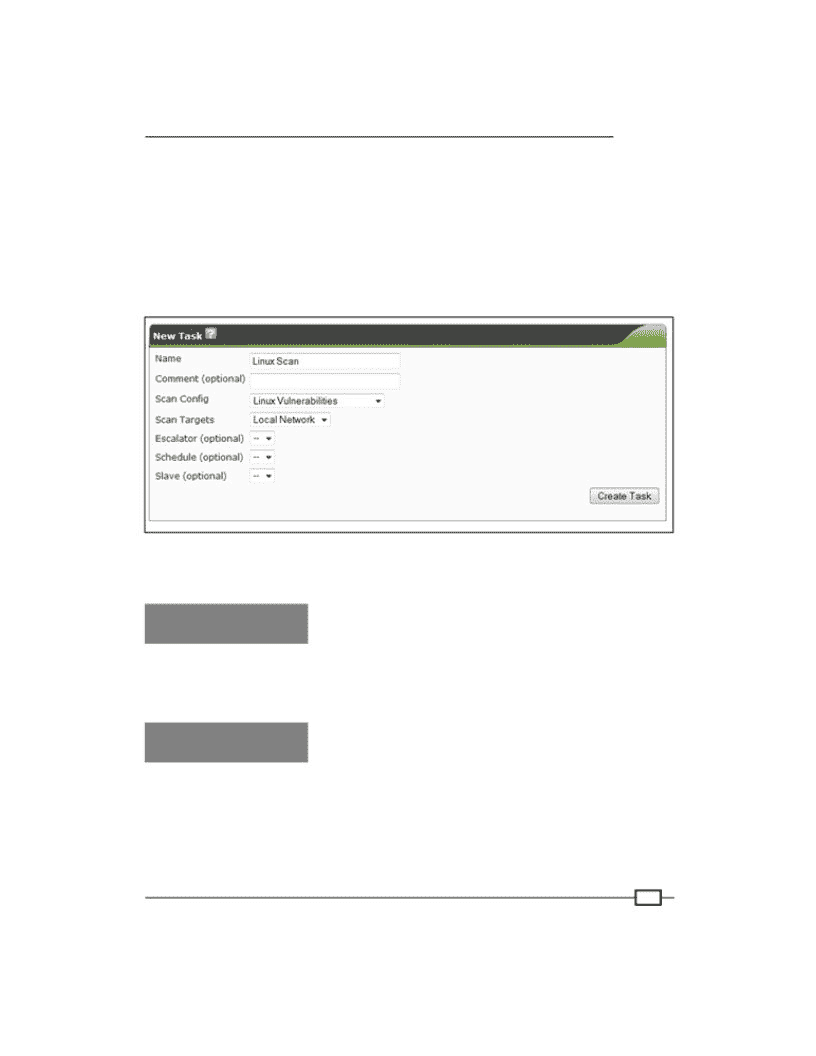 New Task ?
Name Linux Scan
Comment (optional)
Scan Config Linux Vulnerabilities
Scan Targets Local Network
Escalator (optional) --
Schedule (optional) --
Slave (optional) --
Create Task